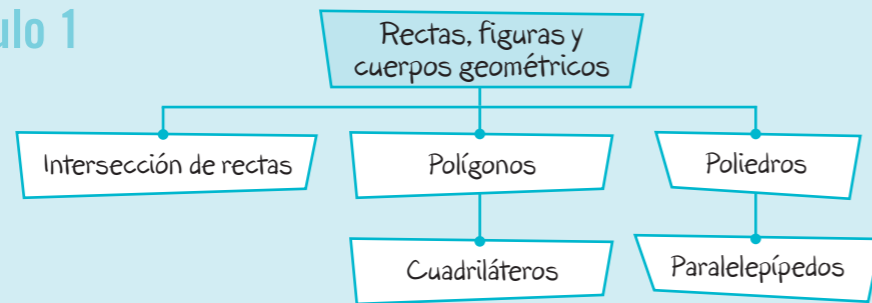 ulo 1
Rectas, figuras y
cuerpos geométricos
Intersección de rectas
Polígonos
Poliedros
Cuadriláteros
Paralelepípedos